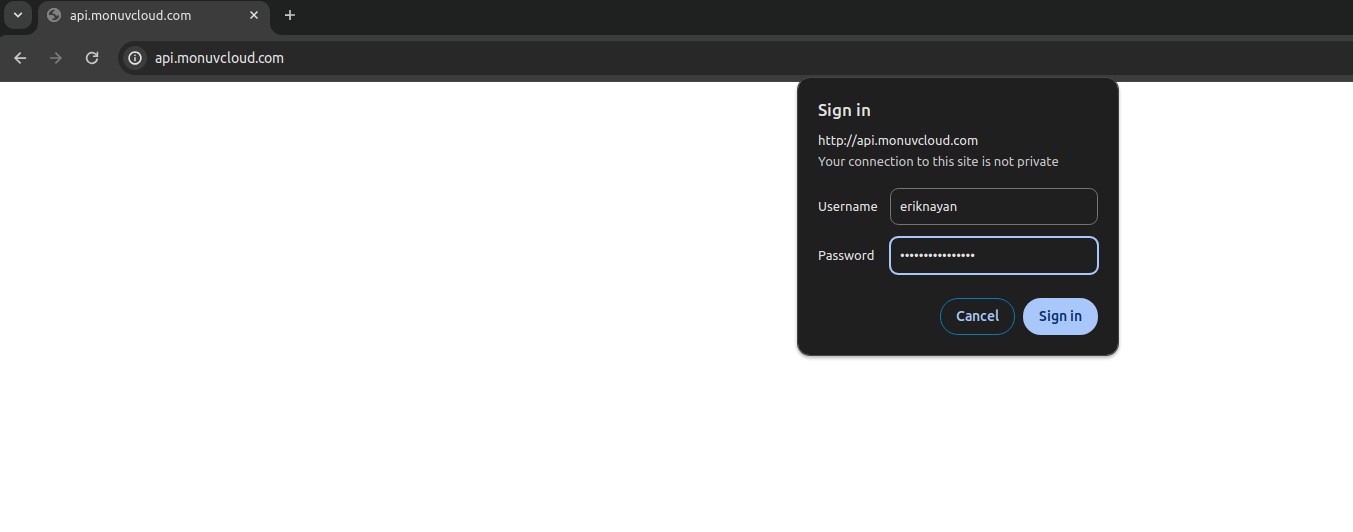 api.monuvcloud.com
api.monuvcloud.com
Sign in
http://api.monuvcloud.com
Your connection to this site is not private
Username eriknayan
Password ••••••••••••••••
Cancel Sign in